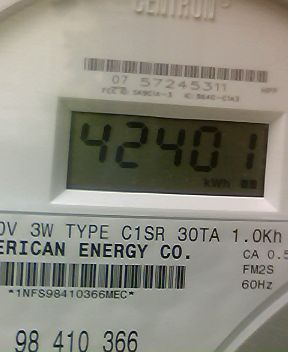 CENTRON
07 57245311
42401
kWh
0V 3W TYPE C1SR 30TA 1.0Kh
ERICAN ENERGY CO.
CA 0.5
FM2S
60Hz
*1NFS98410366MEC*
98 410 366